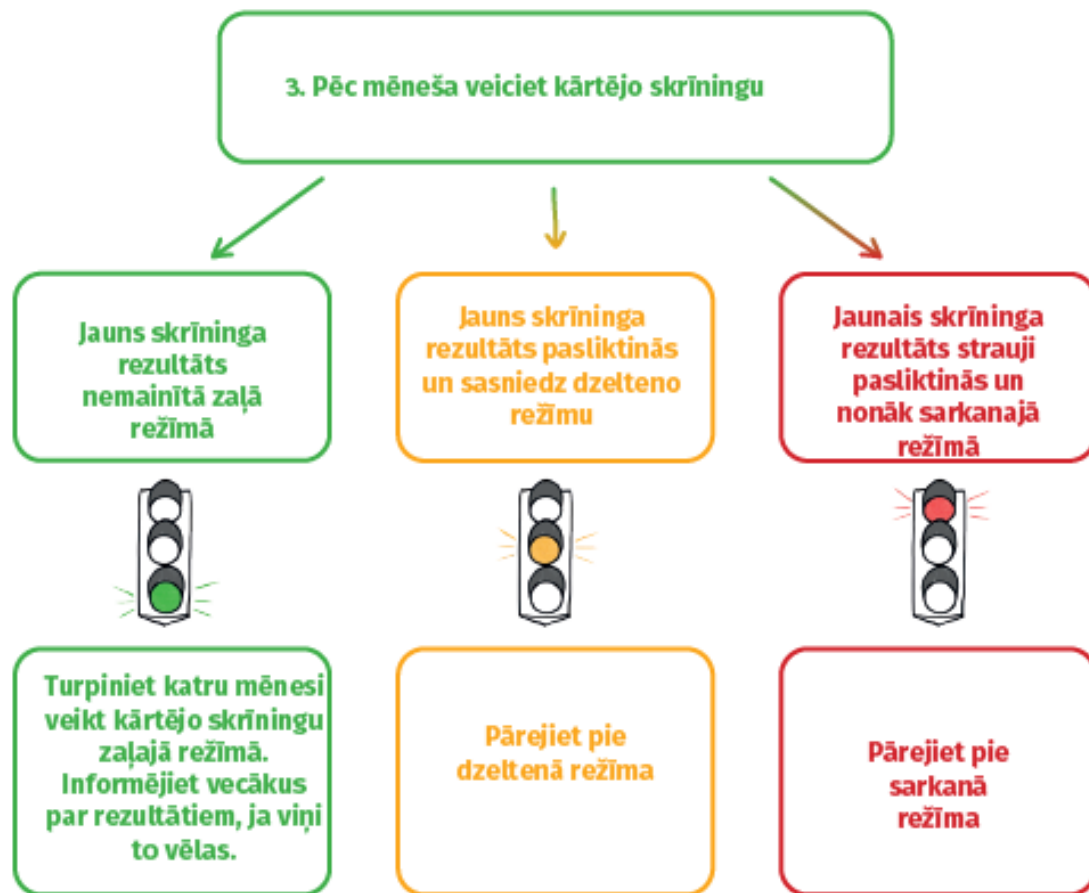 3. Pēc mēneša veiciet kārtējo skrīningu
Jauns skrīninga
rezultāts
nemainītā zaļā
režīmā
Jauns skrīninga
rezultāts pasliktinās
un sasniedz dzelteno
režīmu
Jaunais skrīninga
rezultāts strauji
pasliktinās un
nonāk sarkanajā
režīmā
Turpiniet katru mēnesi
veikt kārtējo skrīningu
zaļajā režīmā.
Informējiet vecākus
par rezultātiem, ja viņi
to vēlas.
Pārejiet pie
dzeltenā režīma
Pārejiet pie
sarkanā
režīma